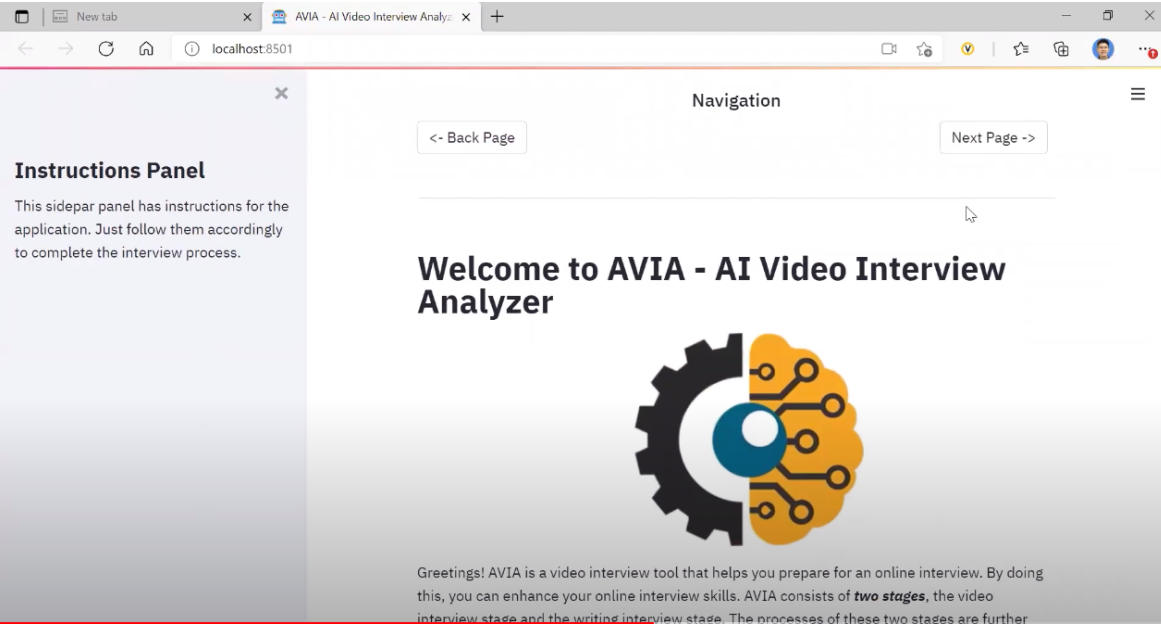 New tab
AVIA - AI Video Interview Analyz
localhost:8501
Navigation
<- Back Page
Next Page ->
Instructions Panel
This sidepar panel has instructions for the
application. Just follow them accordingly
to complete the interview process.
Welcome to AVIA - AI Video Interview
Analyzer
Greetings! AVIA is a video interview tool that helps you prepare for an online interview. By doing
this, you can enhance your online interview skills. AVIA consists of two stages, the video
interview stage and the writing interview stage. The processes of these two stages are further